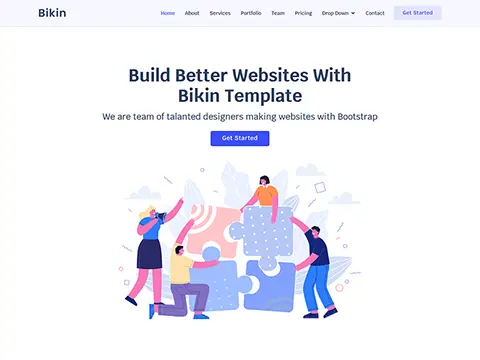 Bikin
Home About Services Portfolio Team Pricing Drop Down Contact Get Started
Build Better Websites With
Bikin Template
We are team of talanted designers making websites with Bootstrap
Get Started